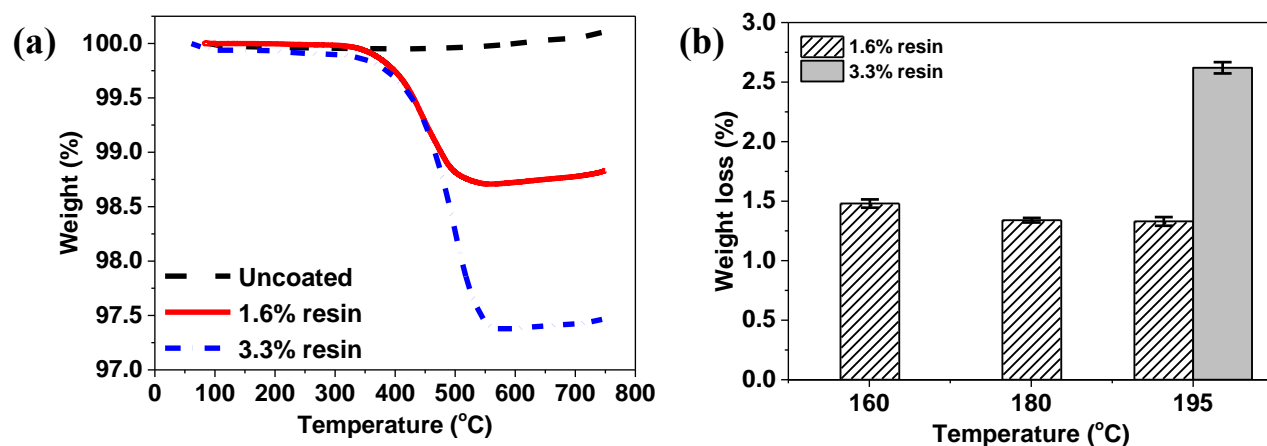 (a)
100.0
99.5
99.0
98.5
98.0
97.5
97.0
Weight (%)
Uncoated
1.6% resin
3.3% resin
0 100 200 300 400 500 600 700 800
Temperature (°C)
(b)
3.0
2.5
2.0
1.5
1.0
0.5
0.0
Weight loss (%)
1.6% resin
3.3% resin
160 180 195
Temperature (°C)